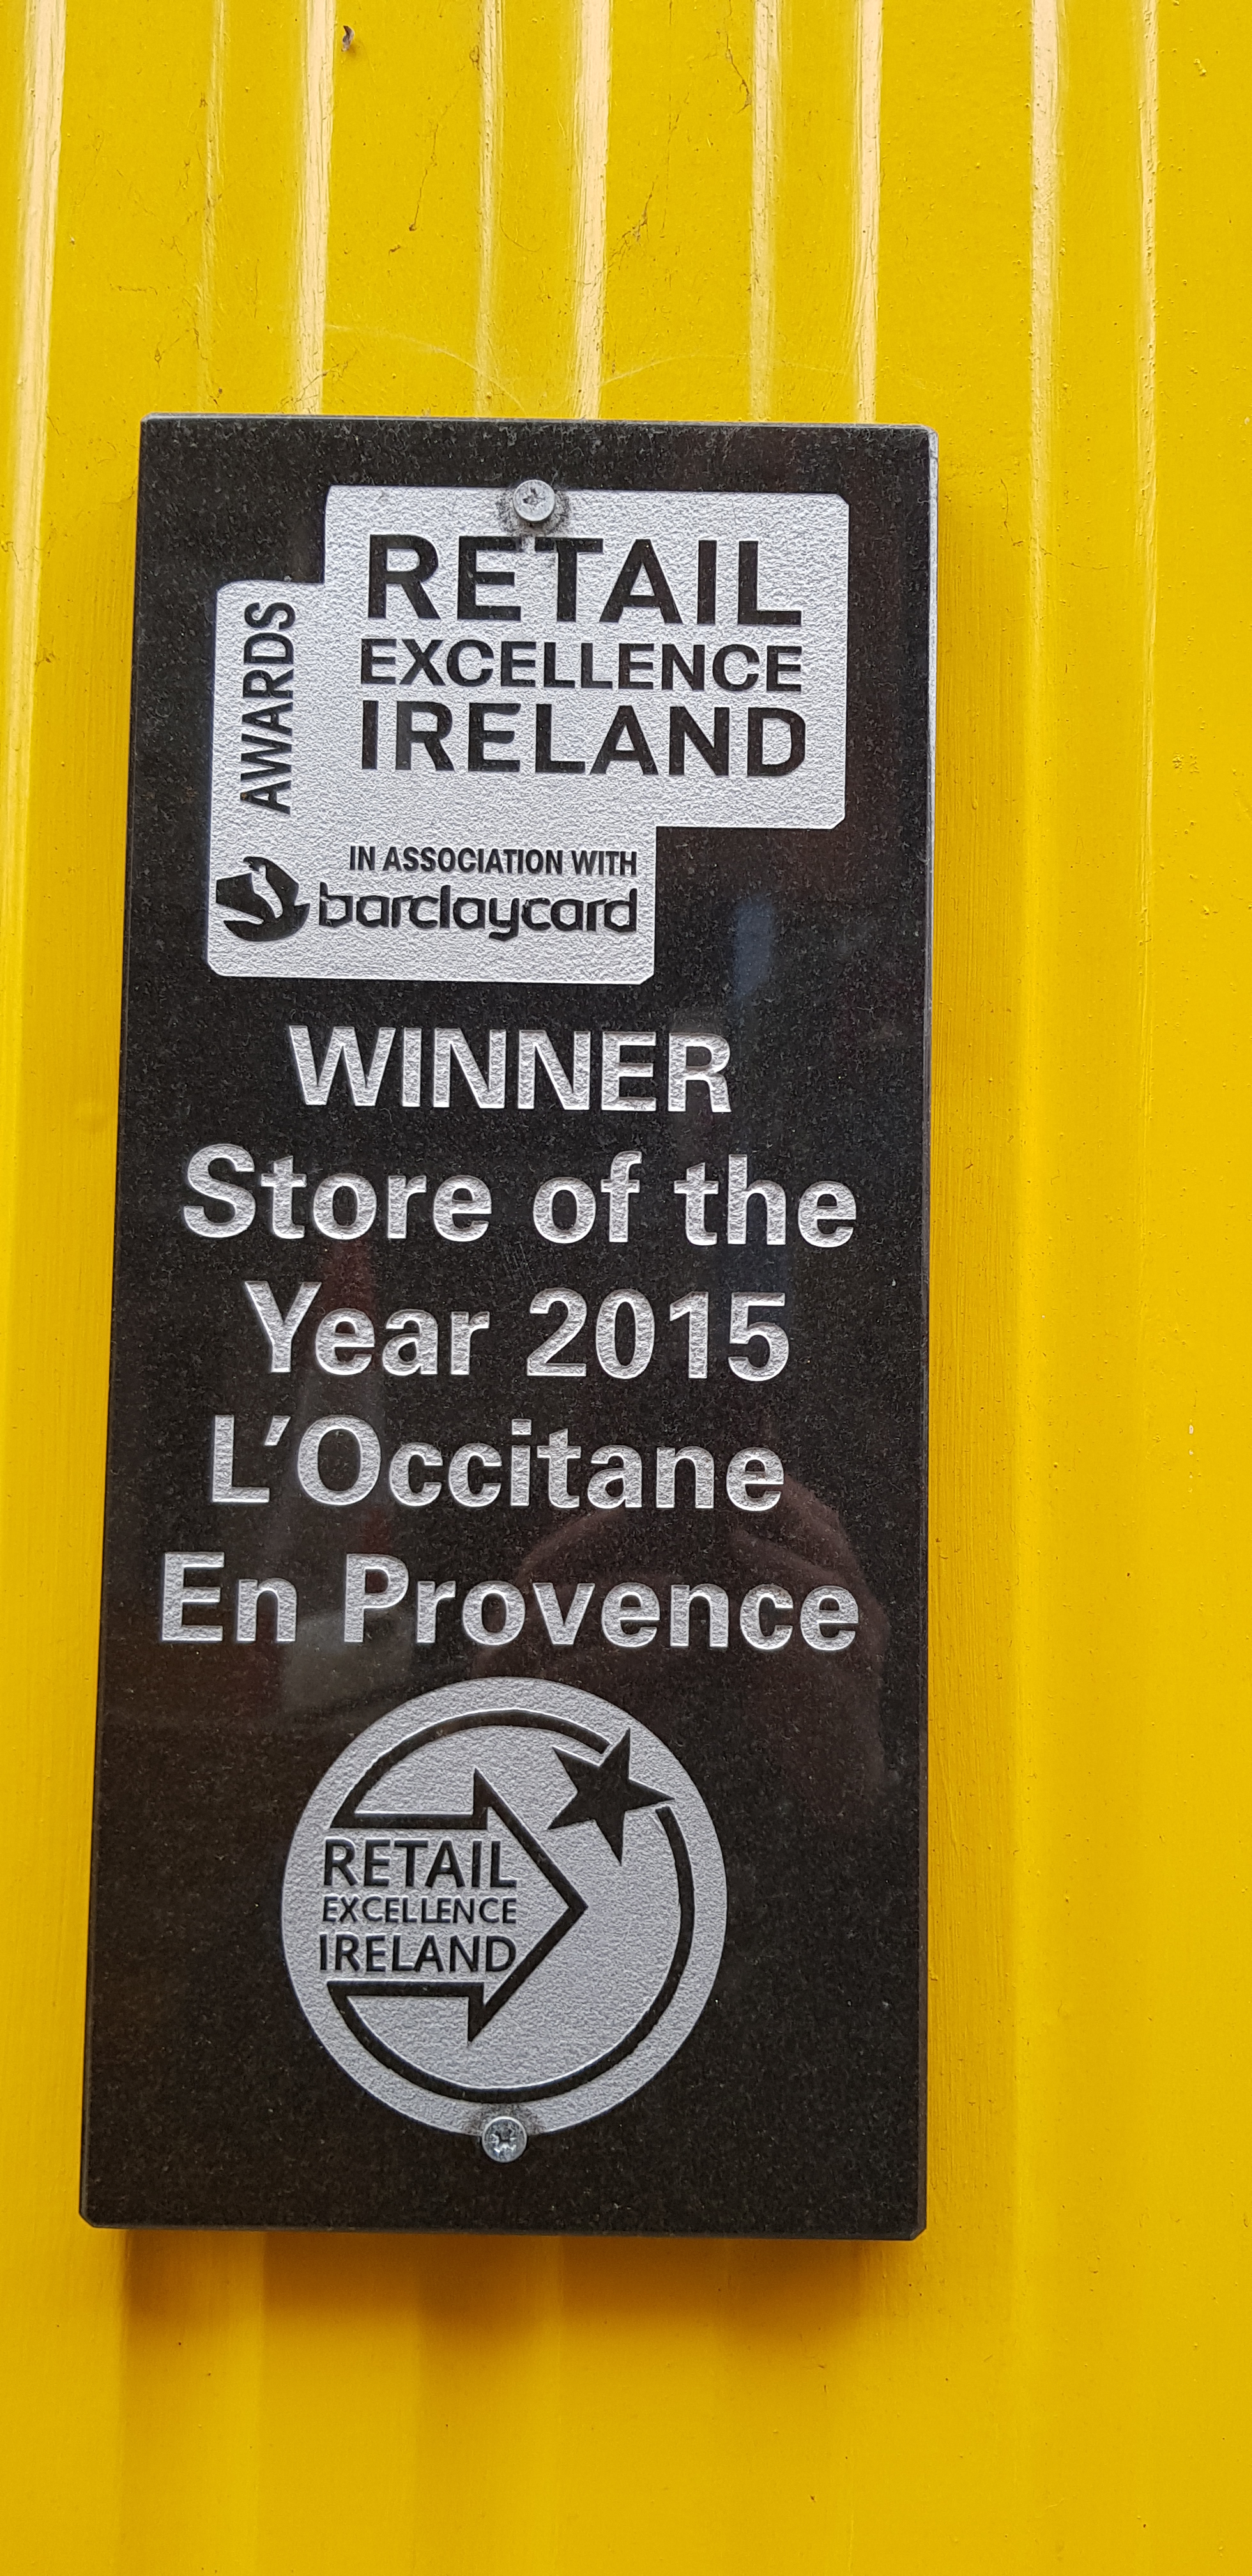 RETAIL
EXCELLENCE
IRELAND
AWARDS
IN ASSOCIATION WITH
barclaycard
WINNER
Store of the
Year 2015
L'Occitane
En Provence
RETAIL
EXCELLENCE
IRELAND